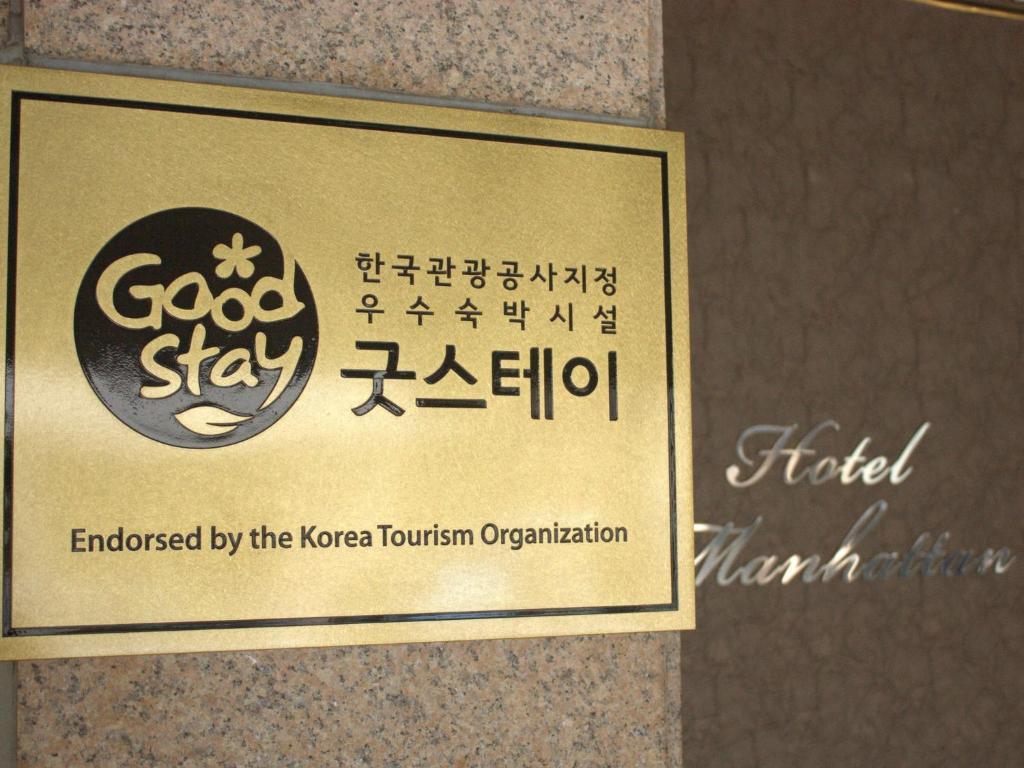 Good
Stay
한국관광공사지정
우수숙박시설
굿스테이
Endorsed by the Korea Tourism Organization
Hotel
Manhattan